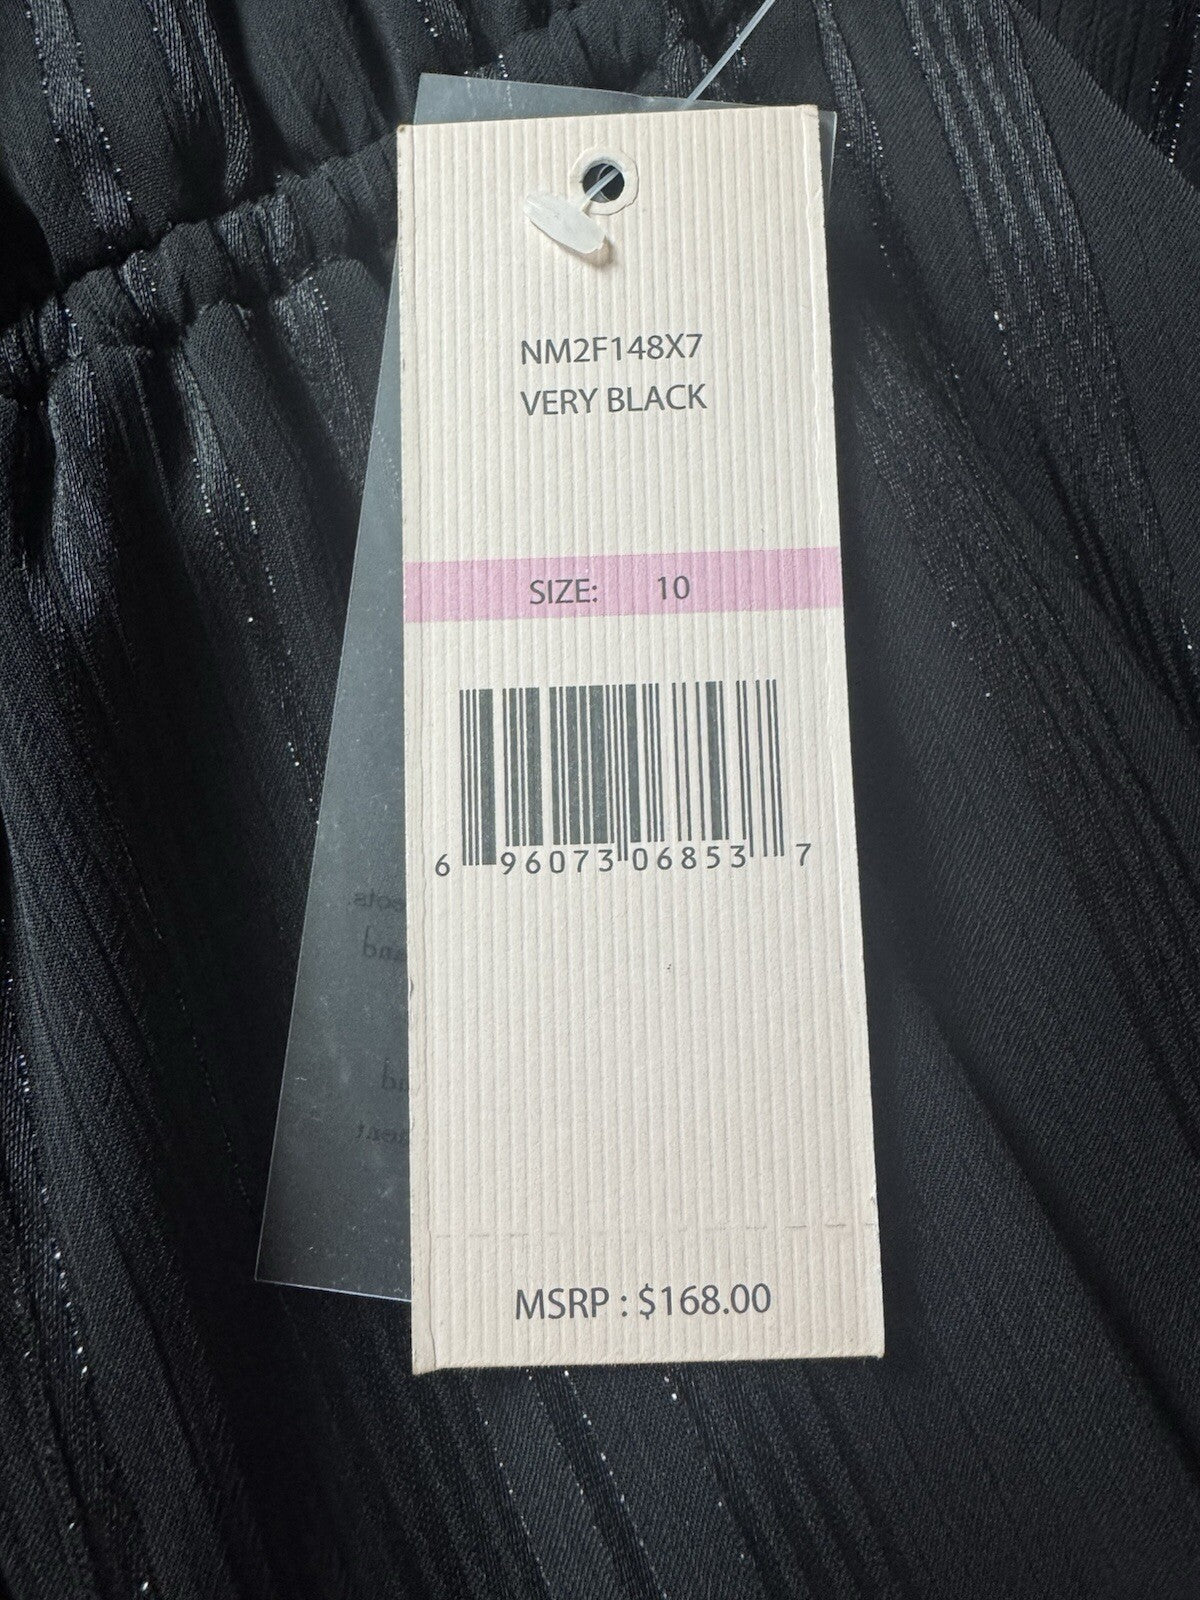 NM2F148X7
VERY BLACK
SIZE: 10
6 96073 06853 7
MSRP : $168.00